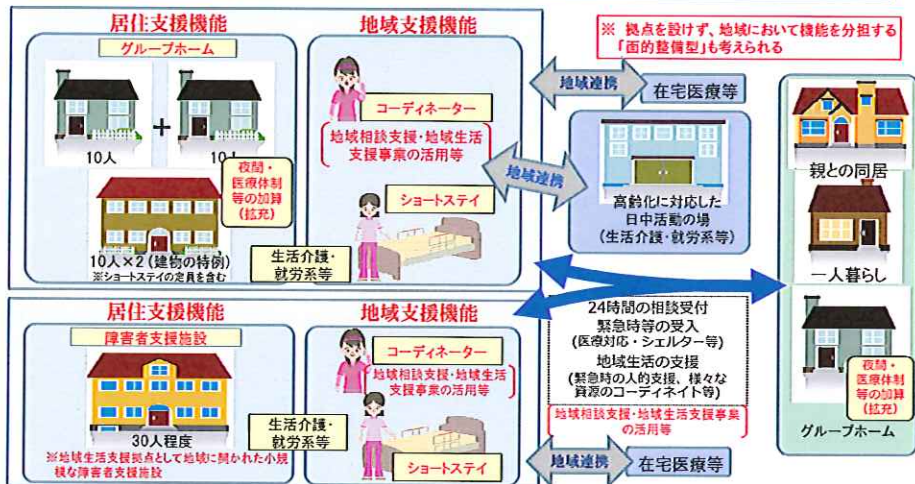 居住支援機能
地域支援機能
グループホーム
10人
+
10人
夜間・
医療体制
等の加算
(拡充)
10人×2(建物の特例)
※ショートステイの定員を含む
コーディネーター
地域相談支援・地域生活
支援事業の活用等
ショートステイ
生活介護・
就労系等
※ 拠点を設けず、地域において機能を分担する
「面的整備型」も考えられる
地域連携
在宅医療等
地域連携
高齢化に対応した
日中活動の場
(生活介護・就労系等)
親との同居
一人暮らし
夜間・
医療体制
等の加算
(拡充)
グループホーム
24時間の相談受付
緊急時等の受入
(医療対応・シェルター等)
地域生活の支援
(緊急時の人的支援、様々な
資源のコーディネイト等)
地域相談支援・地域生活支援事業
の活用等
居住支援機能
地域支援機能
障害者支援施設
30人程度
※地域生活支援拠点として地域に開かれた小規
模な障害者支援施設
コーディネーター
地域相談支援・地域生活
支援事業の活用等
生活介護・
就労系等
ショートステイ
地域連携
在宅医療等